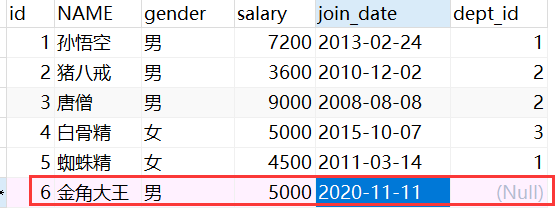 id NAME gender salary join_date dept_id
1 孙悟空 男 7200 2013-02-24 1
2 猪八戒 男 3600 2010-12-02 2
3 唐僧 男 9000 2008-08-08 2
4 白骨精 女 5000 2015-10-07 3
5 蜘蛛精 女 4500 2011-03-14 1
* 6 金角大王 男 5000 2020-11-11 (Null)